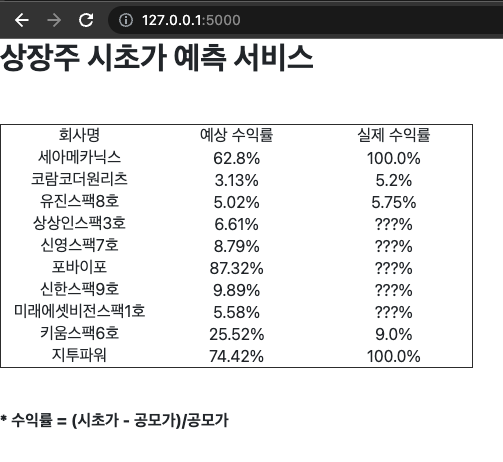 127.0.0.1:5000
상장주 시초가 예측 서비스
회사명 예상 수익률 실제 수익률
세아메카닉스 62.8% 100.0%
코람코더원리츠 3.13% 5.2%
유진스팩8호 5.02% 5.75%
상상인스팩3호 6.61% ???%
신영스팩7호 8.79% ???%
포바이포 87.32% ???%
신한스팩9호 9.89% ???%
미래에셋비전스팩1호 5.58% ???%
키움스팩6호 25.52% 9.0%
지투파워 74.42% 100.0%
* 수익률 = (시초가 - 공모가)/공모가